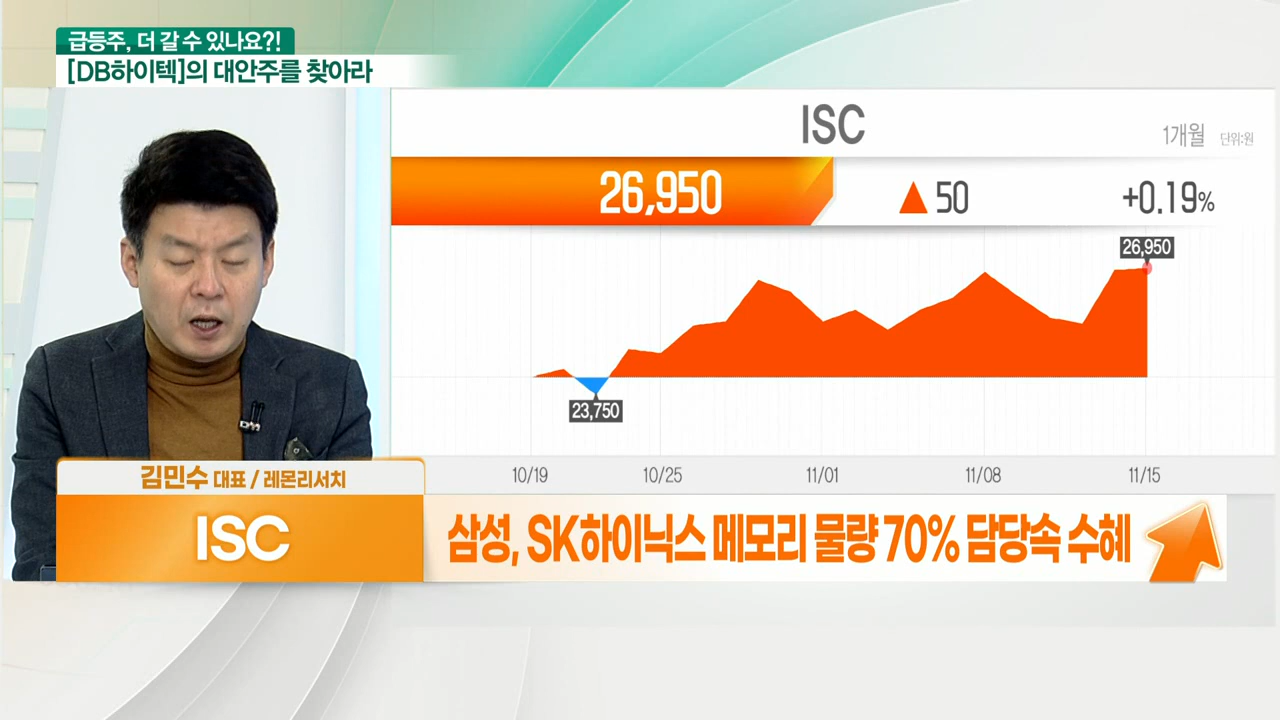 급등주, 더 갈 수 있나요?!
[DB하이텍]의 대안주를 찾아라
ISC
1개월 단위:원
26,950 ▲50 +0.19%
26,950
23,750
10/19 10/25 11/01 11/08 11/15
김민수 대표 / 레몬리서치
ISC
삼성, SK하이닉스 메모리 물량 70% 담당속 수혜